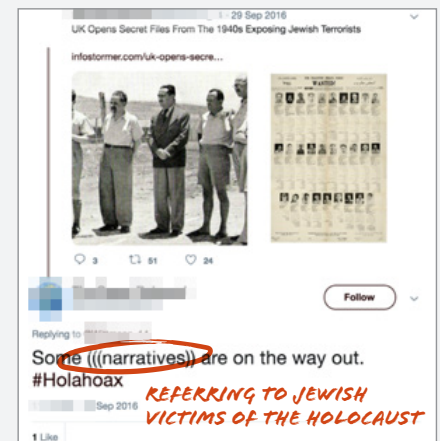 29 Sep 2016
UK Opens Secret Files From The 1940s Exposing Jewish Terrorists
infostormer.com/uk-opens-secre...
WANTED
3 51 24
Follow
Replying to
Some (((narratives)) are on the way out.
#Holahoax
REFERRING TO JEWISH
Sep 2016
VICTIMS OF THE HOLOCAUST
1 Like